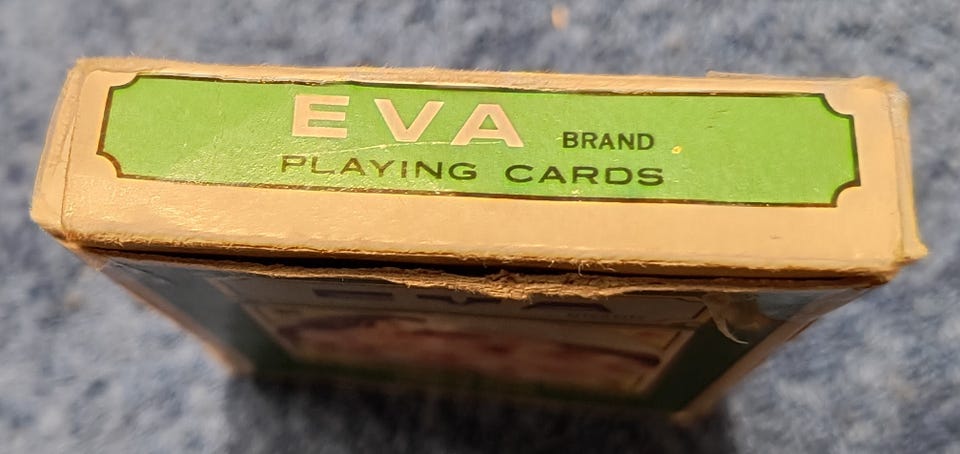 EVA BRAND
PLAYING CARDS